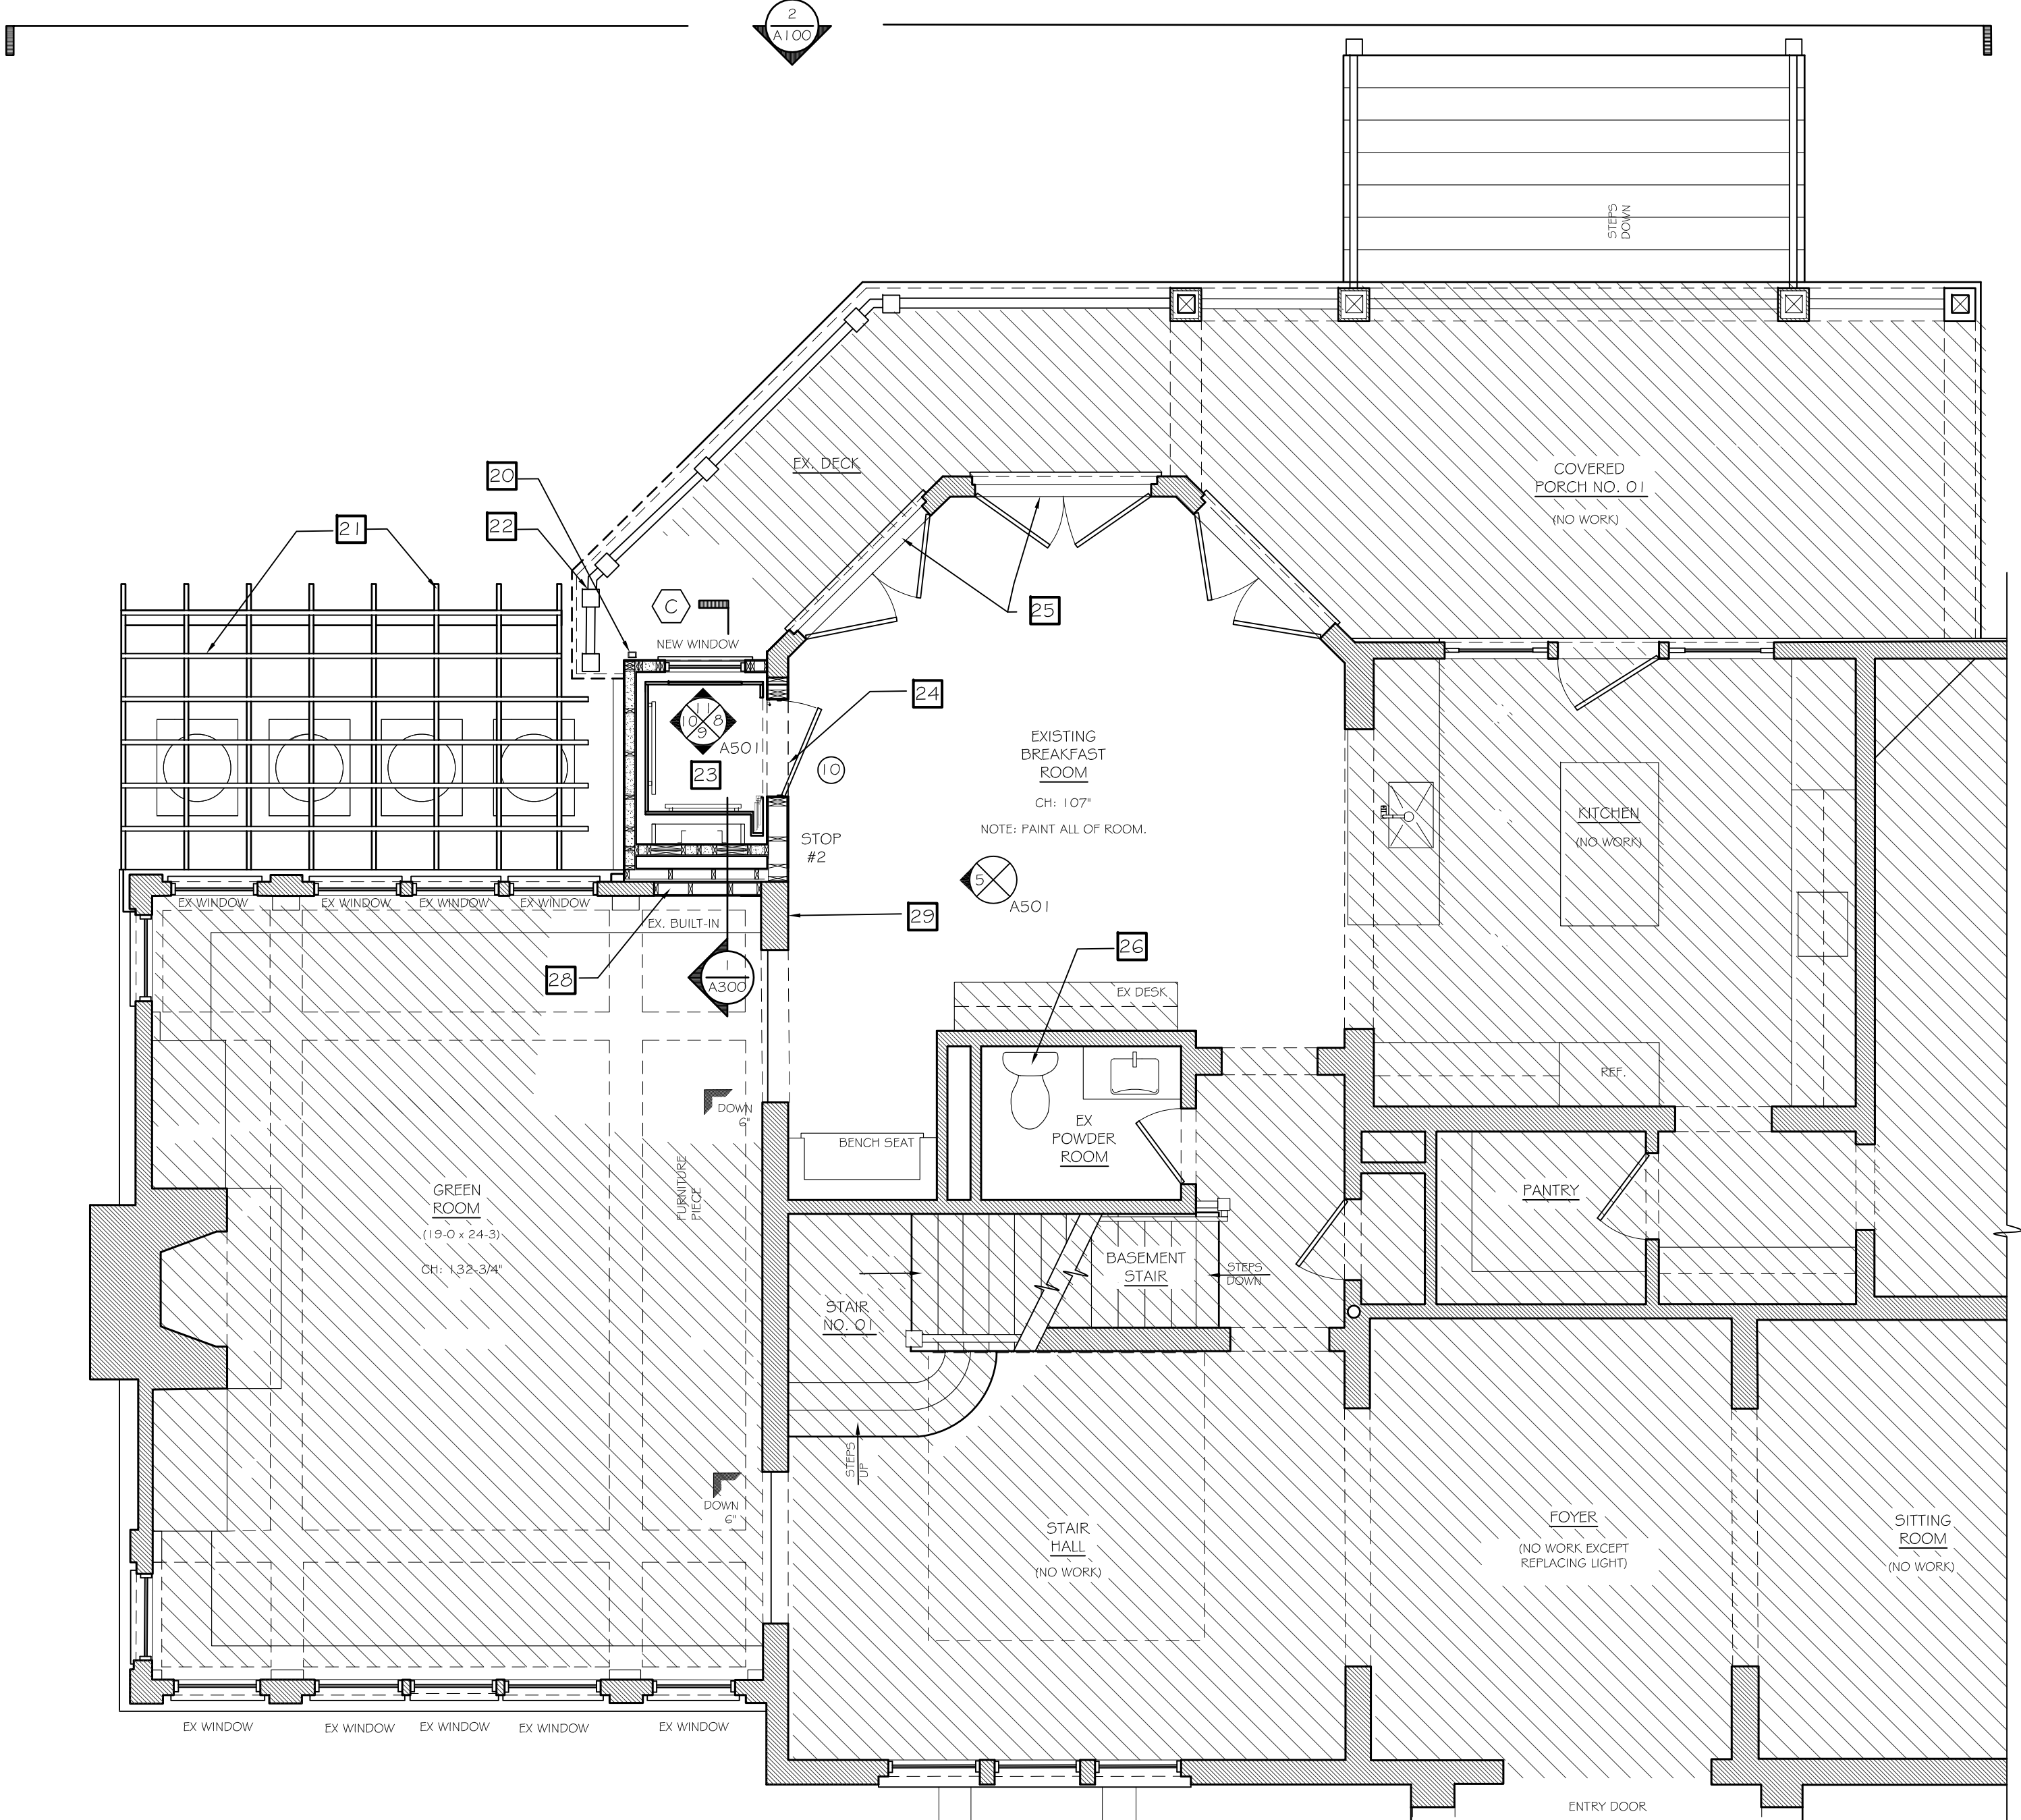 2
A100
STEPS
DOWN
EX. DECK
COVERED
PORCH NO. 01
(NO WORK)
20
22
21
25
C
NEW WINDOW
24
11
10
8
9
A501
23
10
STOP
#2
EXISTING
BREAKFAST
ROOM
CH: 107"
NOTE: PAINT ALL OF ROOM.
5
A501
KITCHEN
(NO WORK)
EX WINDOW
EX WINDOW
EX WINDOW
EX WINDOW
EX. BUILT-IN
29
28
1
A300
26
EX DESK
REF.
DOWN
6"
BENCH SEAT
EX
POWDER
ROOM
FURNITURE
PIECE
GREEN
ROOM
(19-0 x 24-3)
CH: 132-3/4"
PANTRY
BASEMENT
STAIR
STEPS
DOWN
STAIR
NO. 01
STEPS
UP
DOWN
6"
STAIR
HALL
(NO WORK)
FOYER
(NO WORK EXCEPT
REPLACING LIGHT)
SITTING
ROOM
(NO WORK)
EX WINDOW
EX WINDOW
EX WINDOW
EX WINDOW
EX WINDOW
ENTRY DOOR